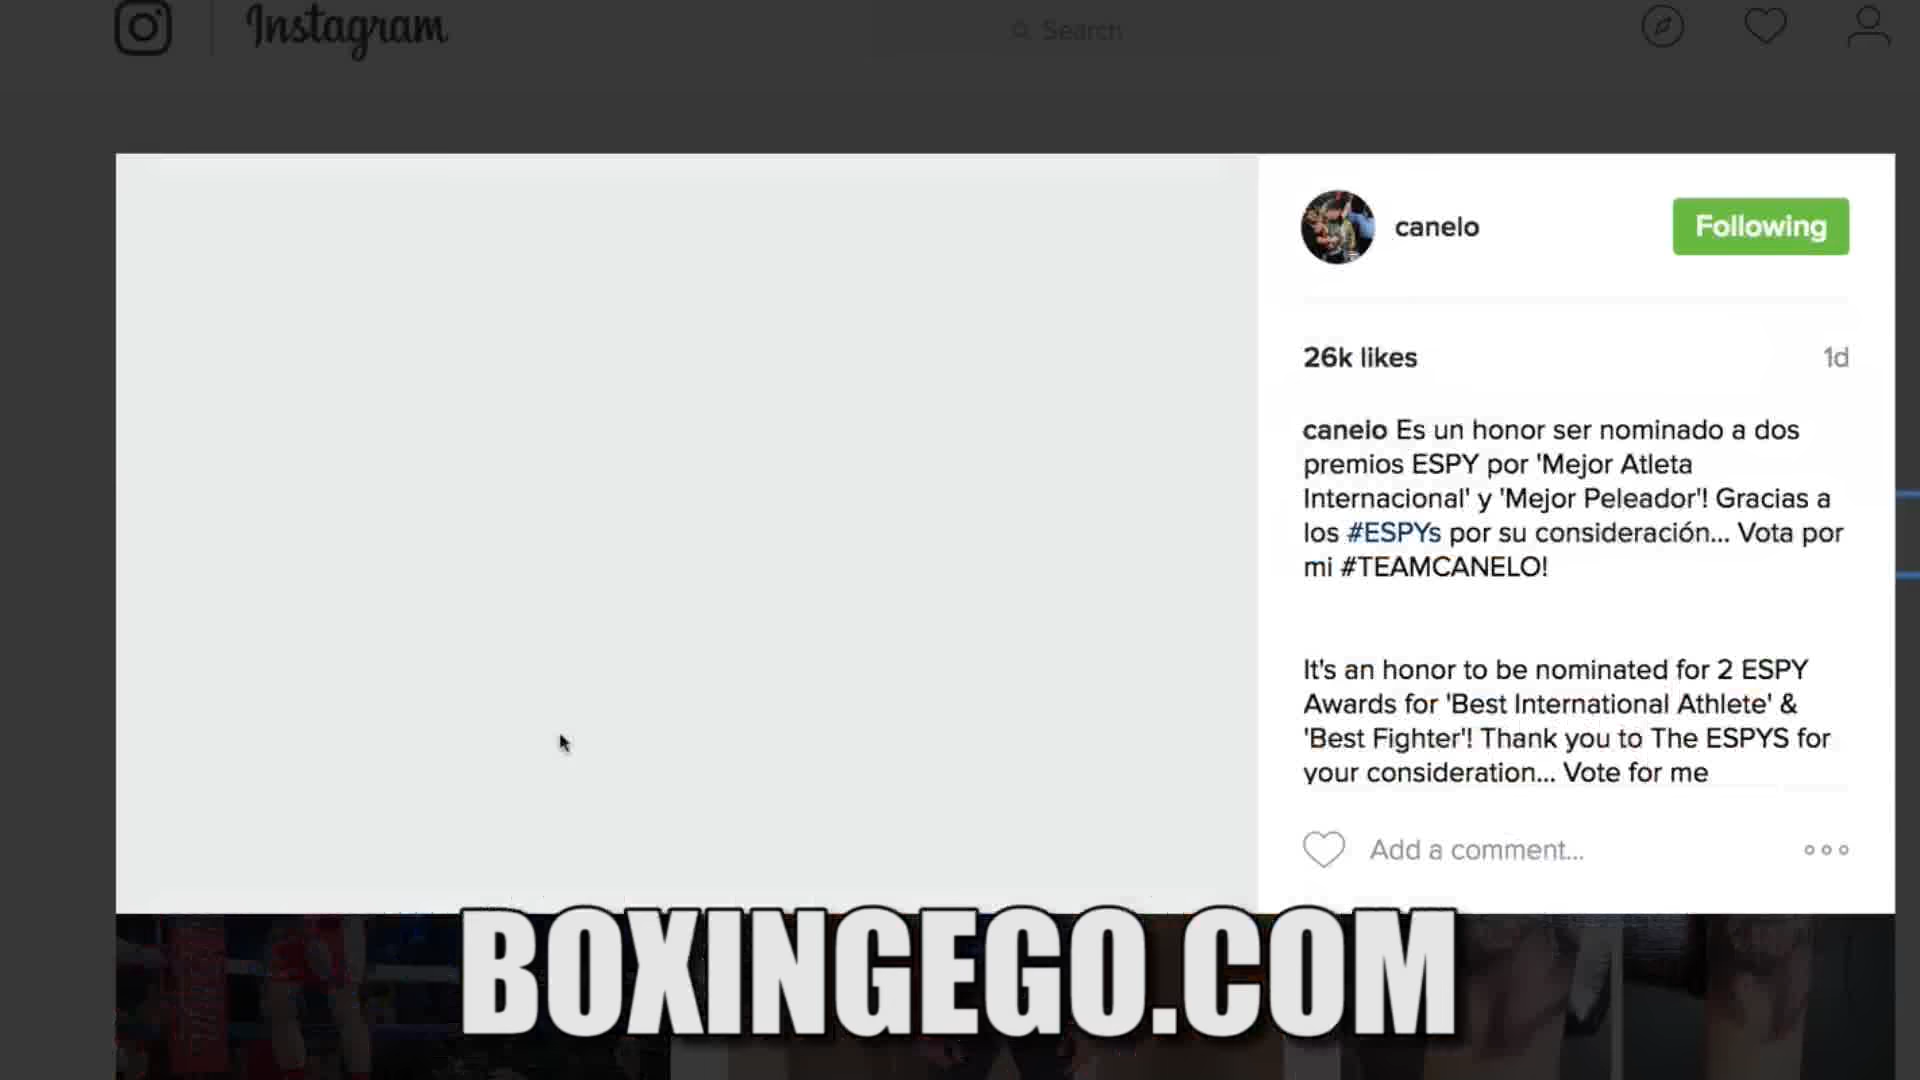 Instagram
Search
canelo
Following
26k likes
1d
canelo Es un honor ser nominado a dos
premios ESPY por 'Mejor Atleta
Internacional' y 'Mejor Peleador'! Gracias a
los #ESPYs por su consideración... Vota por
mi #TEAMCANELO!
It's an honor to be nominated for 2 ESPY
Awards for 'Best International Athlete' &
'Best Fighter'! Thank you to The ESPYS for
your consideration... Vote for me
Add a comment...
BOXINGEGO.COM